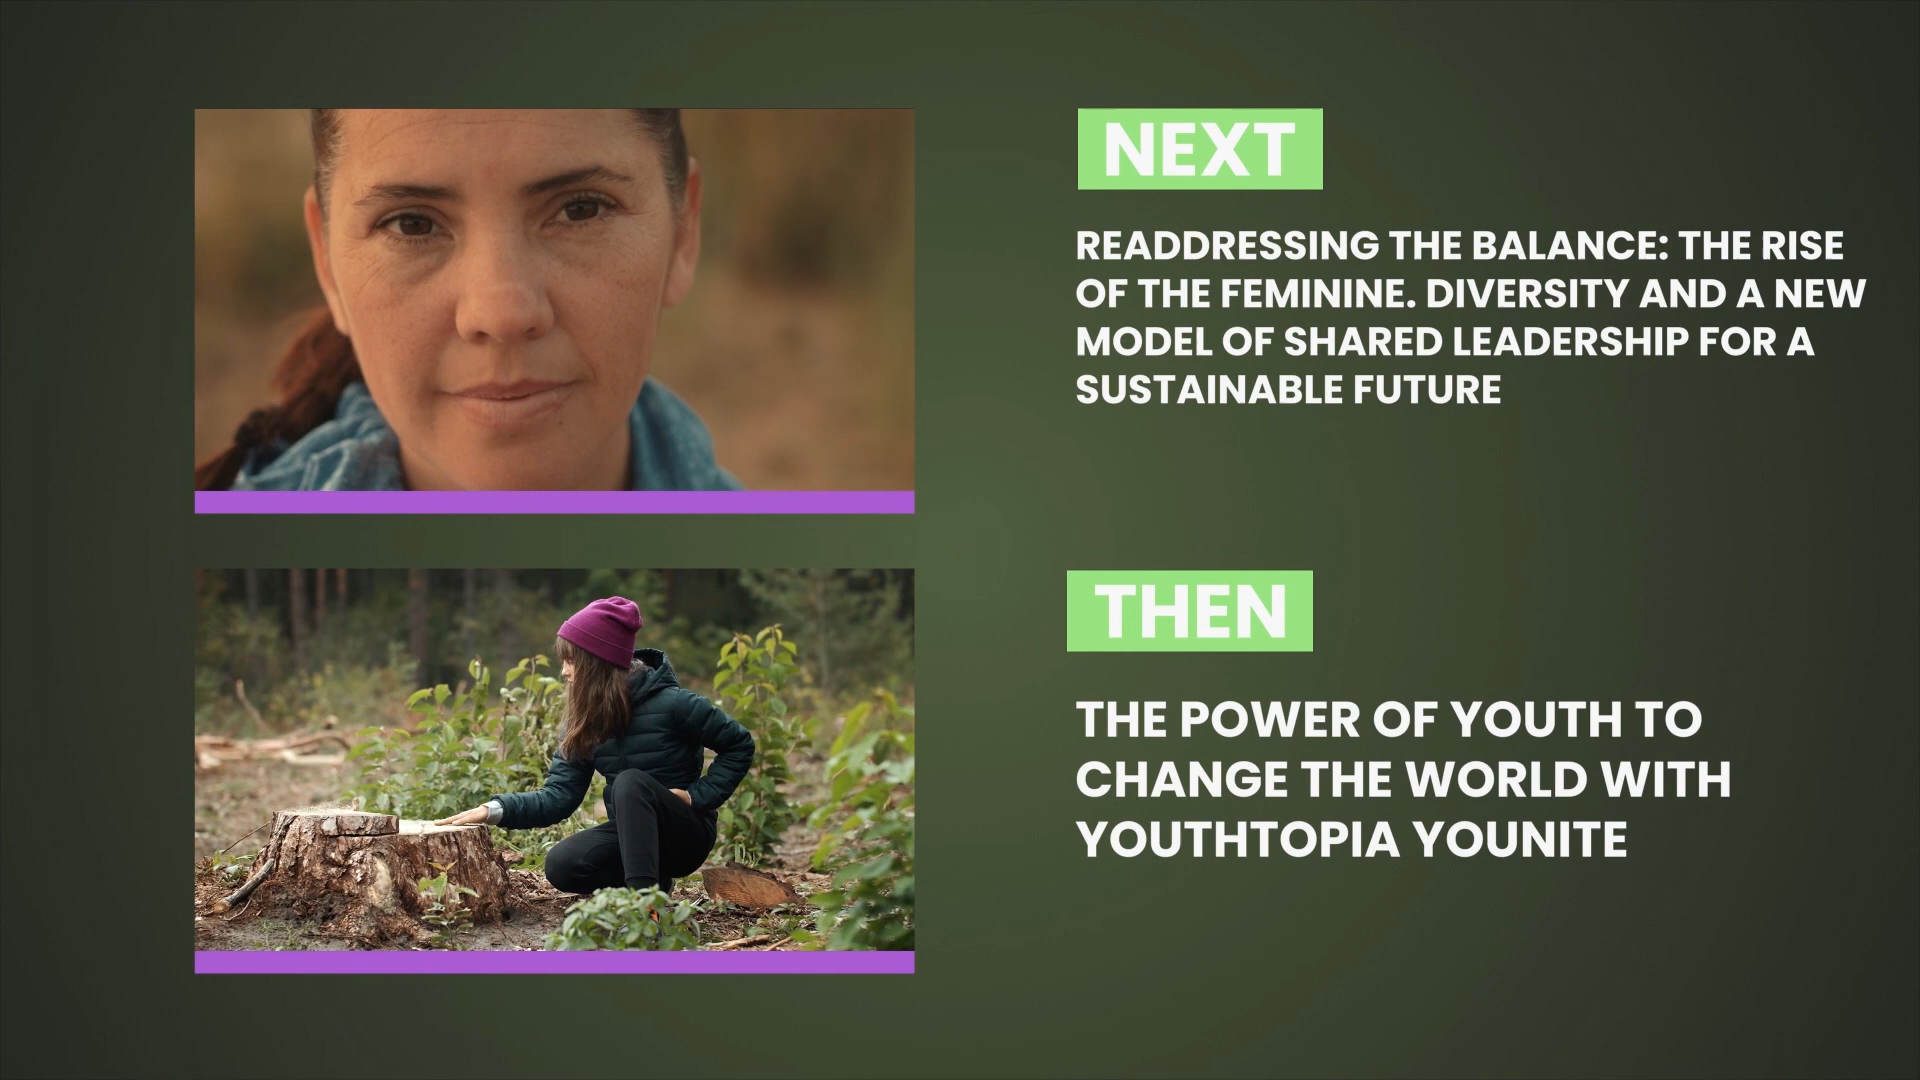 NEXT
READDRESSING THE BALANCE: THE RISE
OF THE FEMININE. DIVERSITY AND A NEW
MODEL OF SHARED LEADERSHIP FOR A
SUSTAINABLE FUTURE
THEN
THE POWER OF YOUTH TO
CHANGE THE WORLD WITH
YOUTHTOPIA YOUNITE